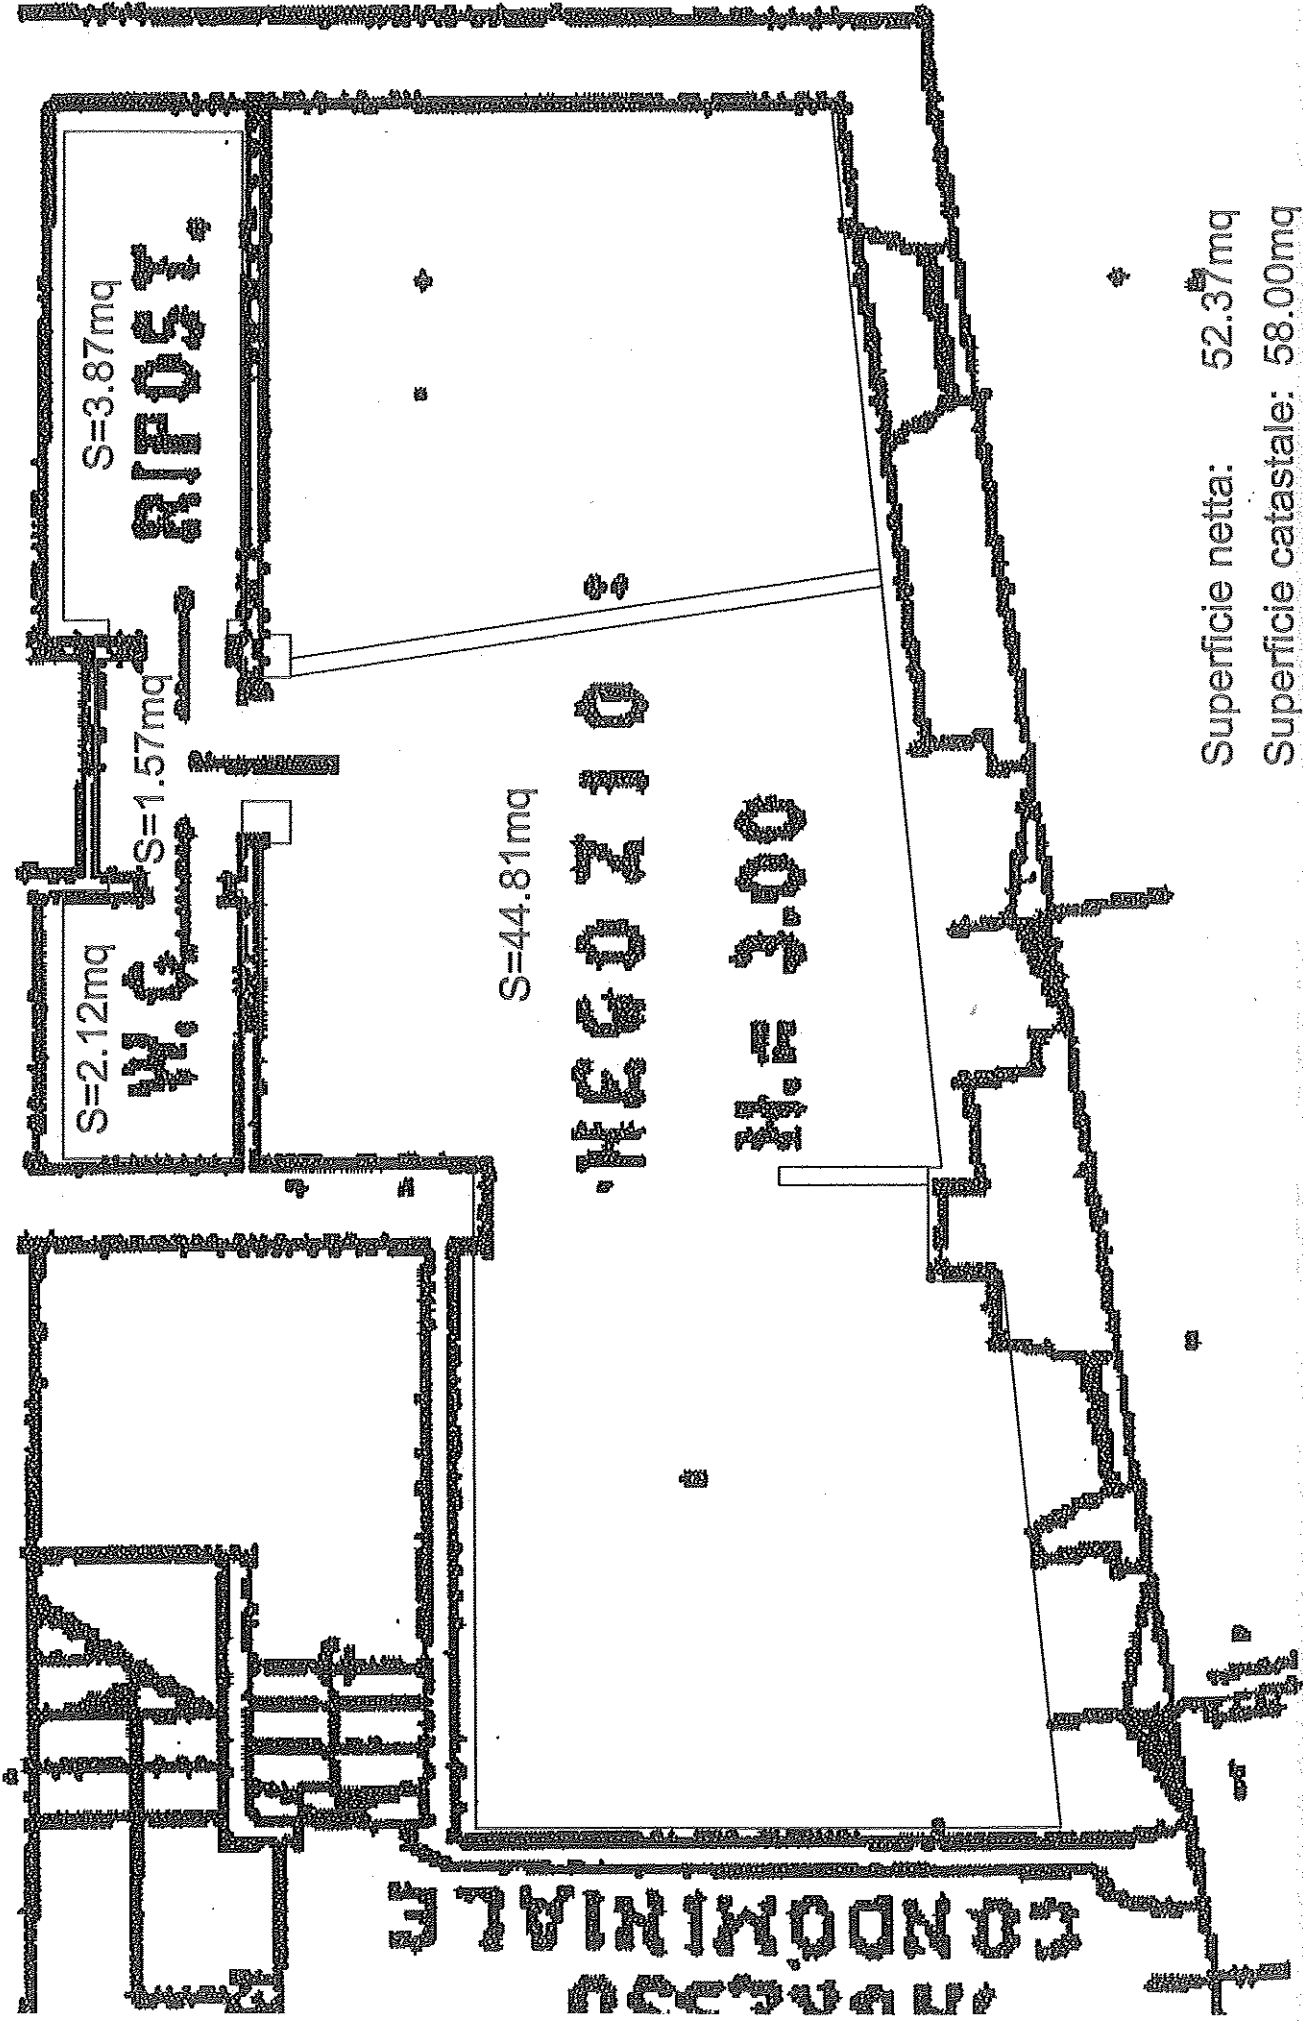 S=2.12mq
W.C.
S=1.57mq
S=3.87mq
RIPOST.
S=44.81mq
NEGOZIO
H.= 3.00
CONDOMINIALE
Superficie netta: 52.37mq
Superficie catastale: 58.00mq